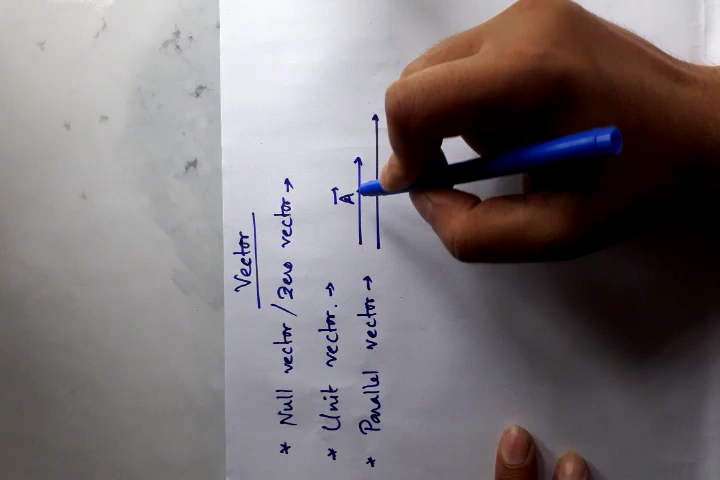 Vector
* Null vector / Zero vector →
* Unit vector. →
* Parallel vector →
A⃗